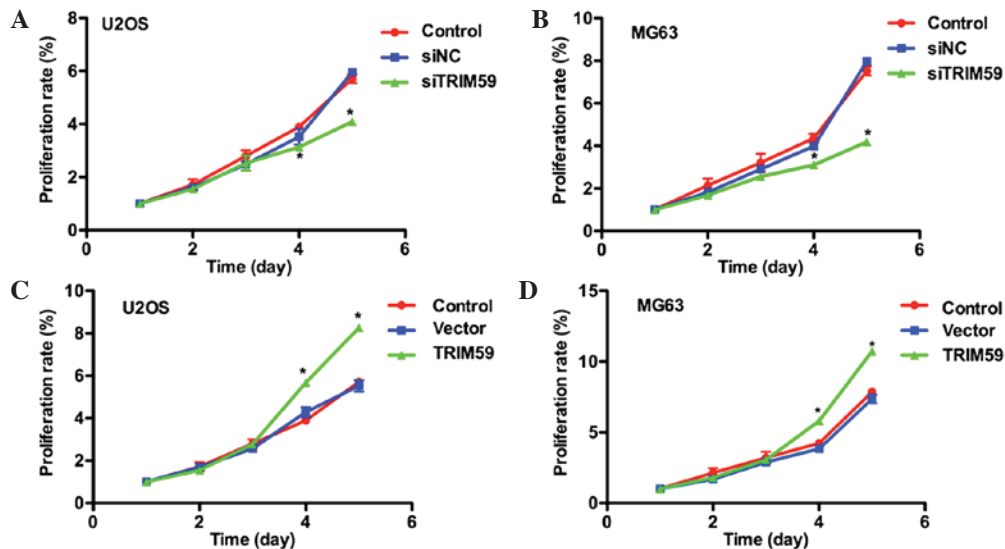 A
U2OS
Control
siNC
siTRIM59
Proliferation rate (%)
8
6
4
2
0
0 2 4 6
Time (day)
*
*
B
MG63
Control
siNC
siTRIM59
Proliferation rate (%)
10
8
6
4
2
0
0 2 4 6
Time (day)
*
*
C
U2OS
Control
Vector
TRIM59
Proliferation rate (%)
10
8
6
4
2
0
0 2 4 6
Time (day)
*
*
D
MG63
Control
Vector
TRIM59
Proliferation rate (%)
15
10
5
0
0 2 4 6
Time (day)
*
*